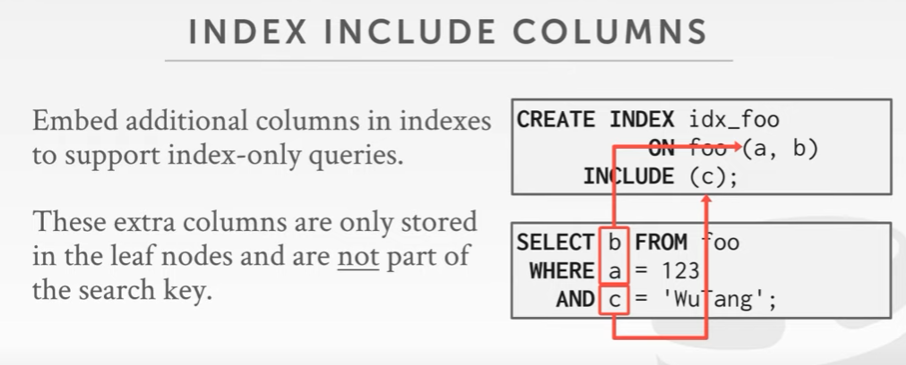 INDEX INCLUDE COLUMNS
Embed additional columns in indexes
to support index-only queries.
These extra columns are only stored
in the leaf nodes and are not part of
the search key.
CREATE INDEX idx_foo
ON foo (a, b)
INCLUDE (c);
SELECT b FROM foo
WHERE a = 123
AND c = 'WuTang';